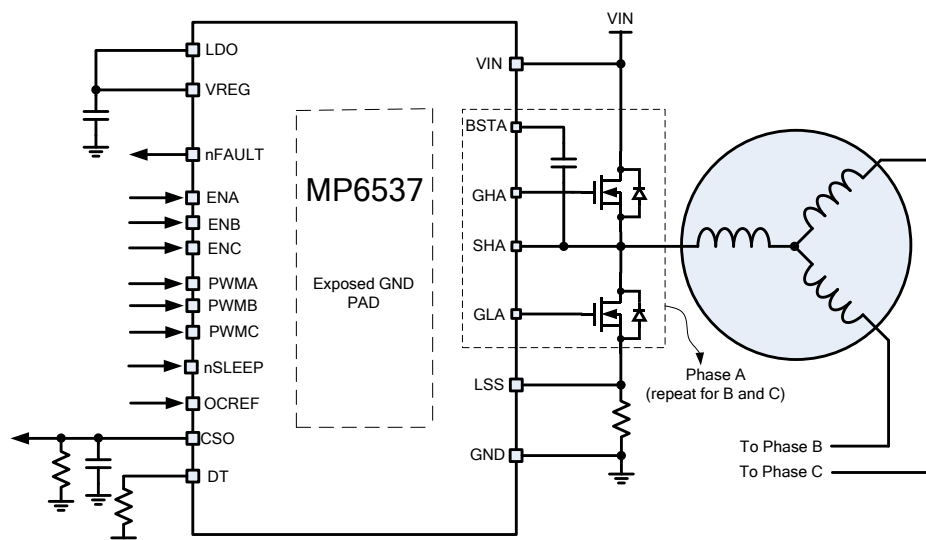 VIN
LDO
VREG
nFAULT
ENA
ENB
ENC
PWMA
PWMB
PWMC
nSLEEP
OCREF
CSO
DT
MP6537
Exposed GND
PAD
VIN
BSTA
GHA
SHA
GLA
LSS
GND
Phase A
(repeat for B and C)
To Phase B
To Phase C